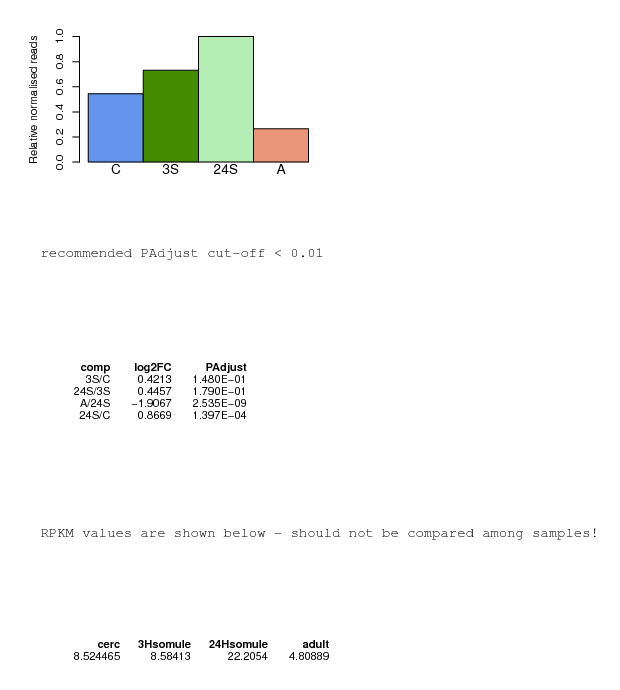 Relative normalised reads
1.0
0.8
0.6
0.4
0.2
0.0
C 3S 24S A
recommended PAdjust cut-off < 0.01
comp log2FC PAdjust
3S/C 0.4213 1.480E−01
24S/3S 0.4457 1.790E−01
A/24S −1.9067 2.535E−09
24S/C 0.8669 1.397E−04
RPKM values are shown below - should not be compared among samples!
cerc 3Hsomule 24Hsomule adult
8.524465 8.58413 22.2054 4.80889